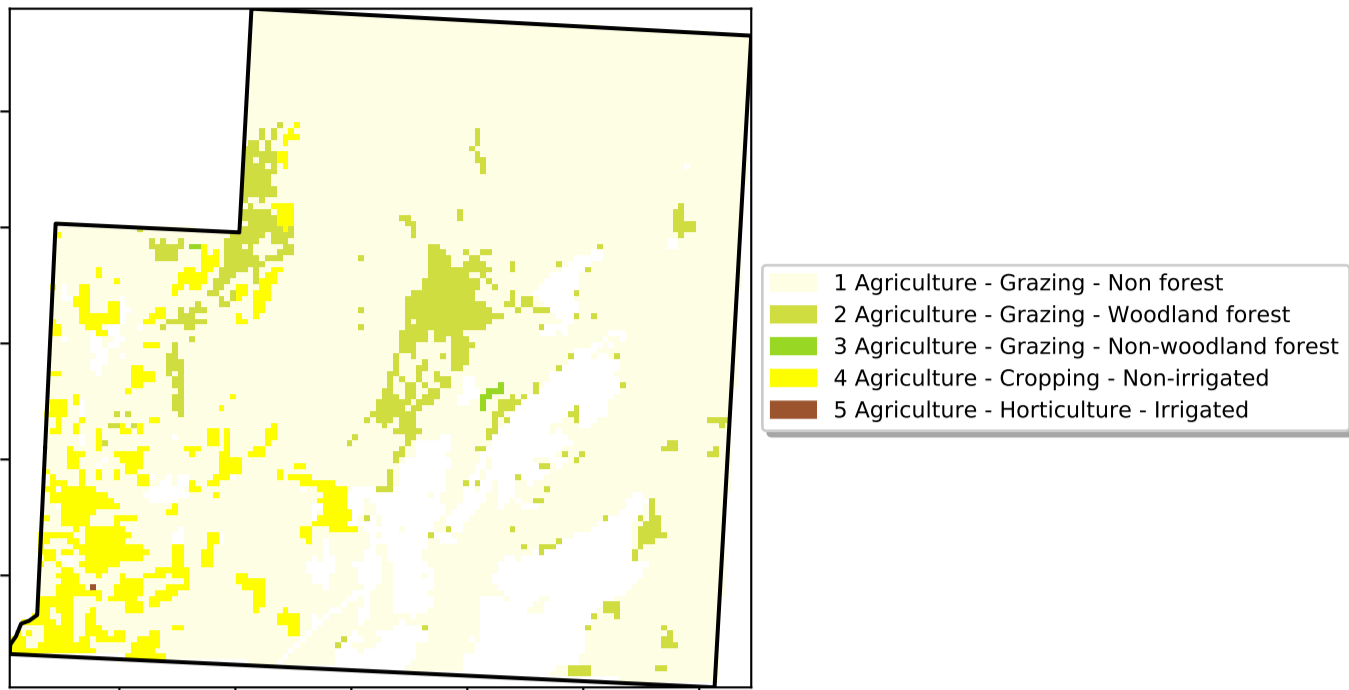 1 Agriculture - Grazing - Non forest
2 Agriculture - Grazing - Woodland forest
3 Agriculture - Grazing - Non-woodland forest
4 Agriculture - Cropping - Non-irrigated
5 Agriculture - Horticulture - Irrigated